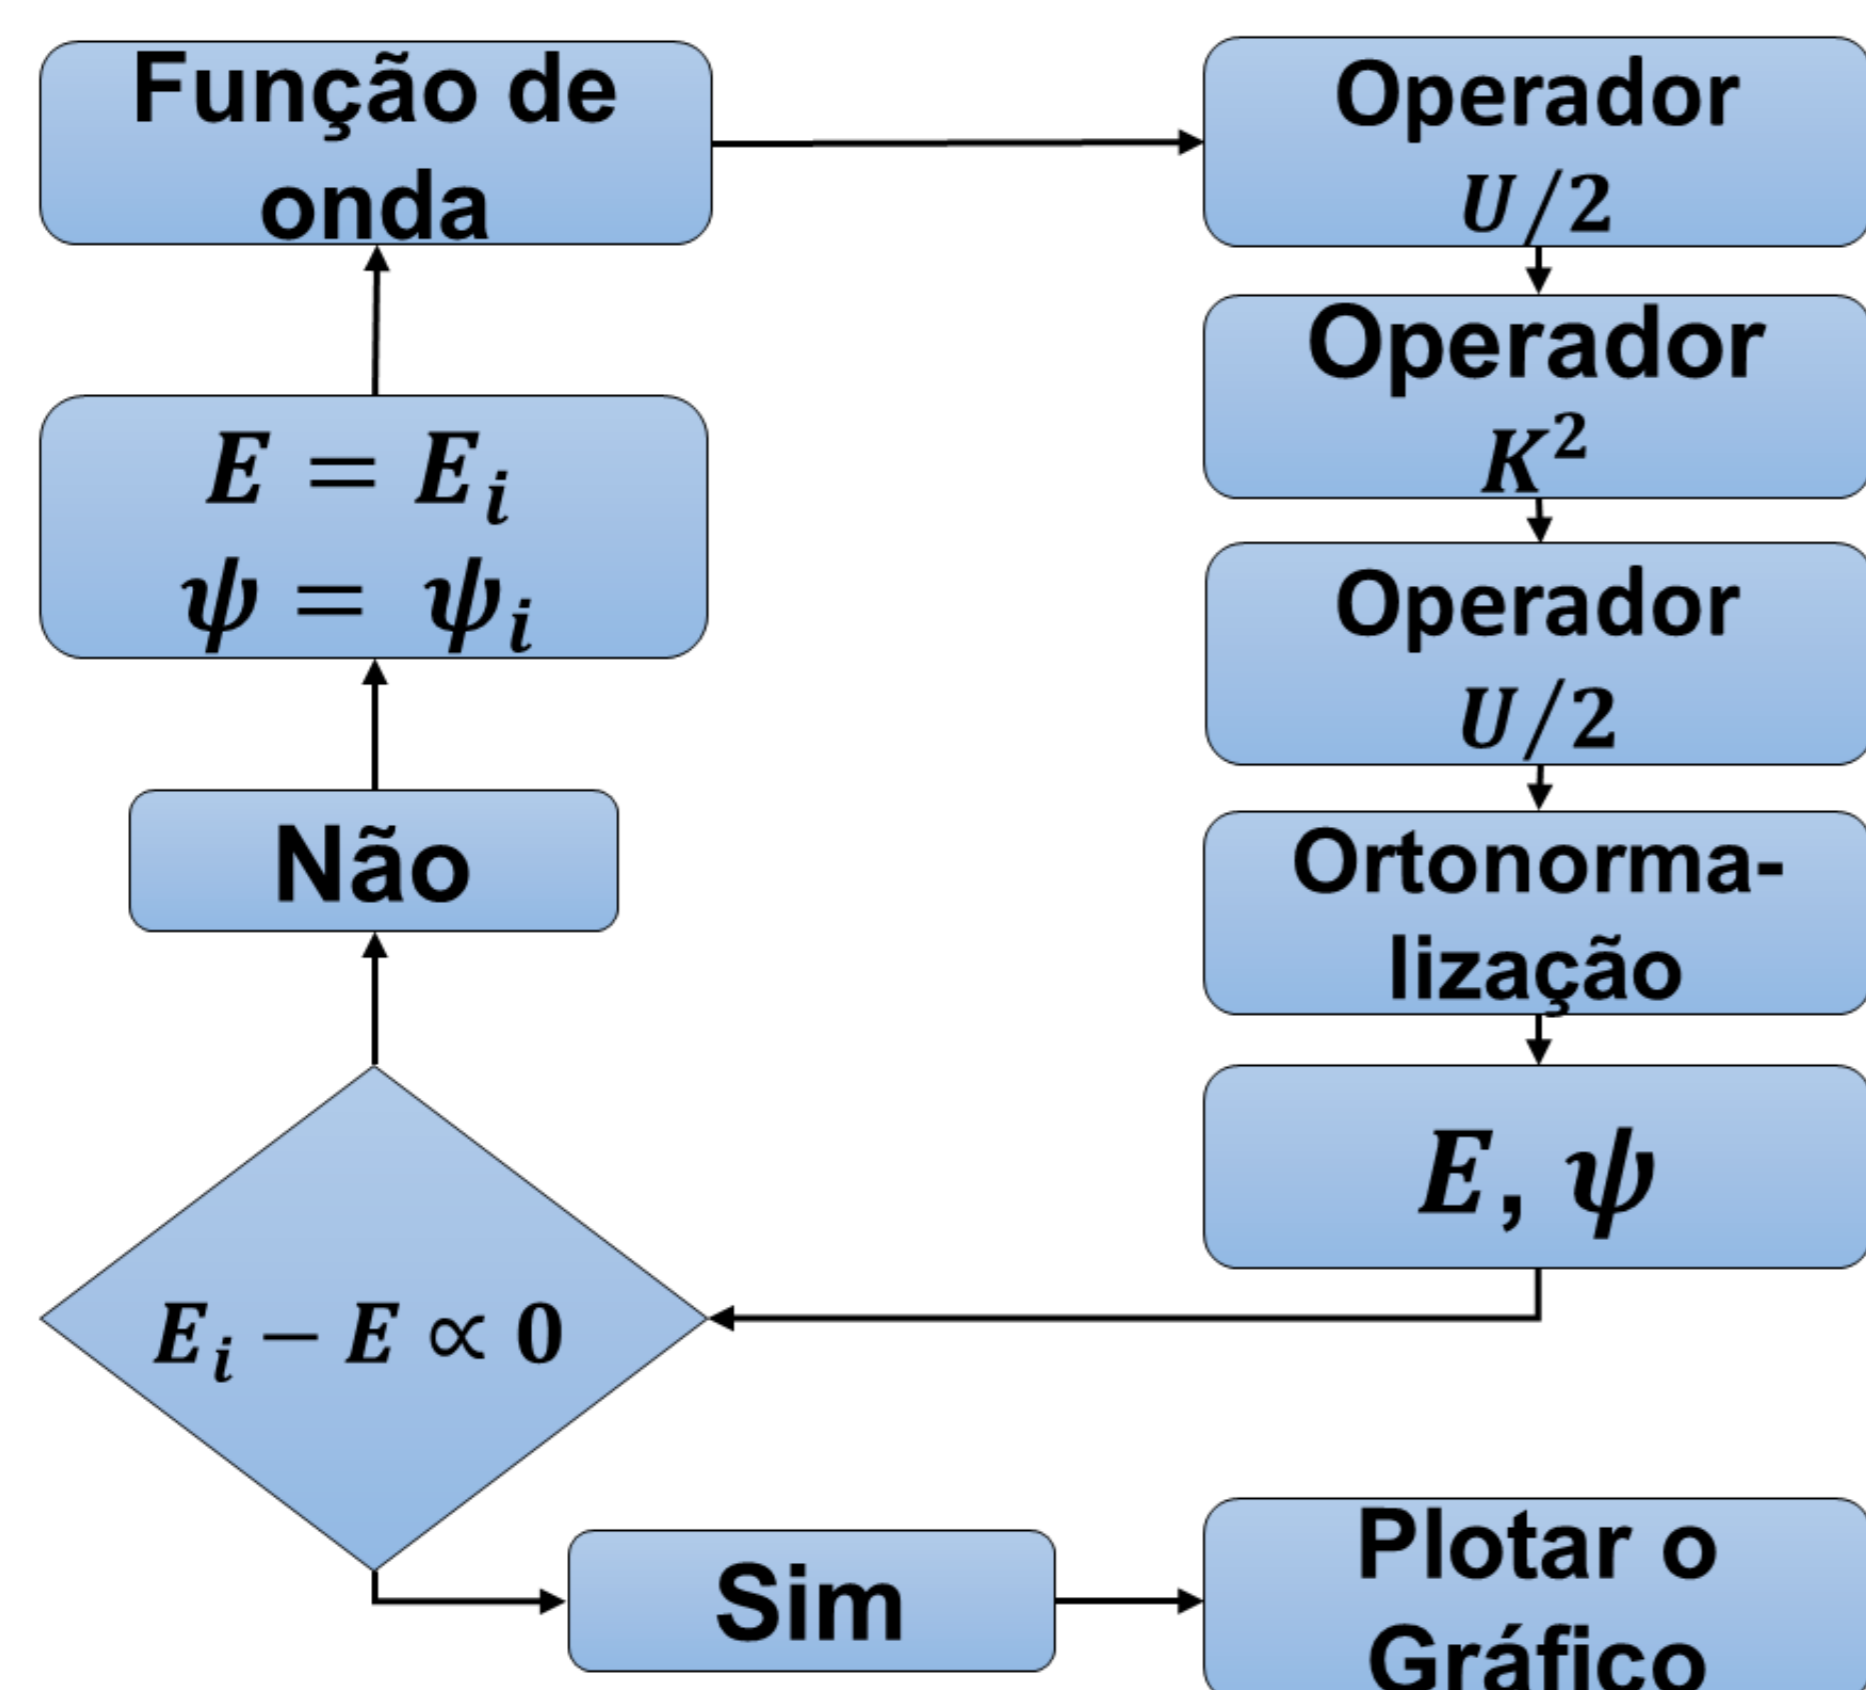 Função de
onda
Operador
U/2
Operador
K²
Operador
U/2
Ortonorma-
lização
E, ψ
Eᵢ − E ∝ 0
Não
E = Eᵢ
ψ = ψᵢ
Sim
Plotar o
Gráfico